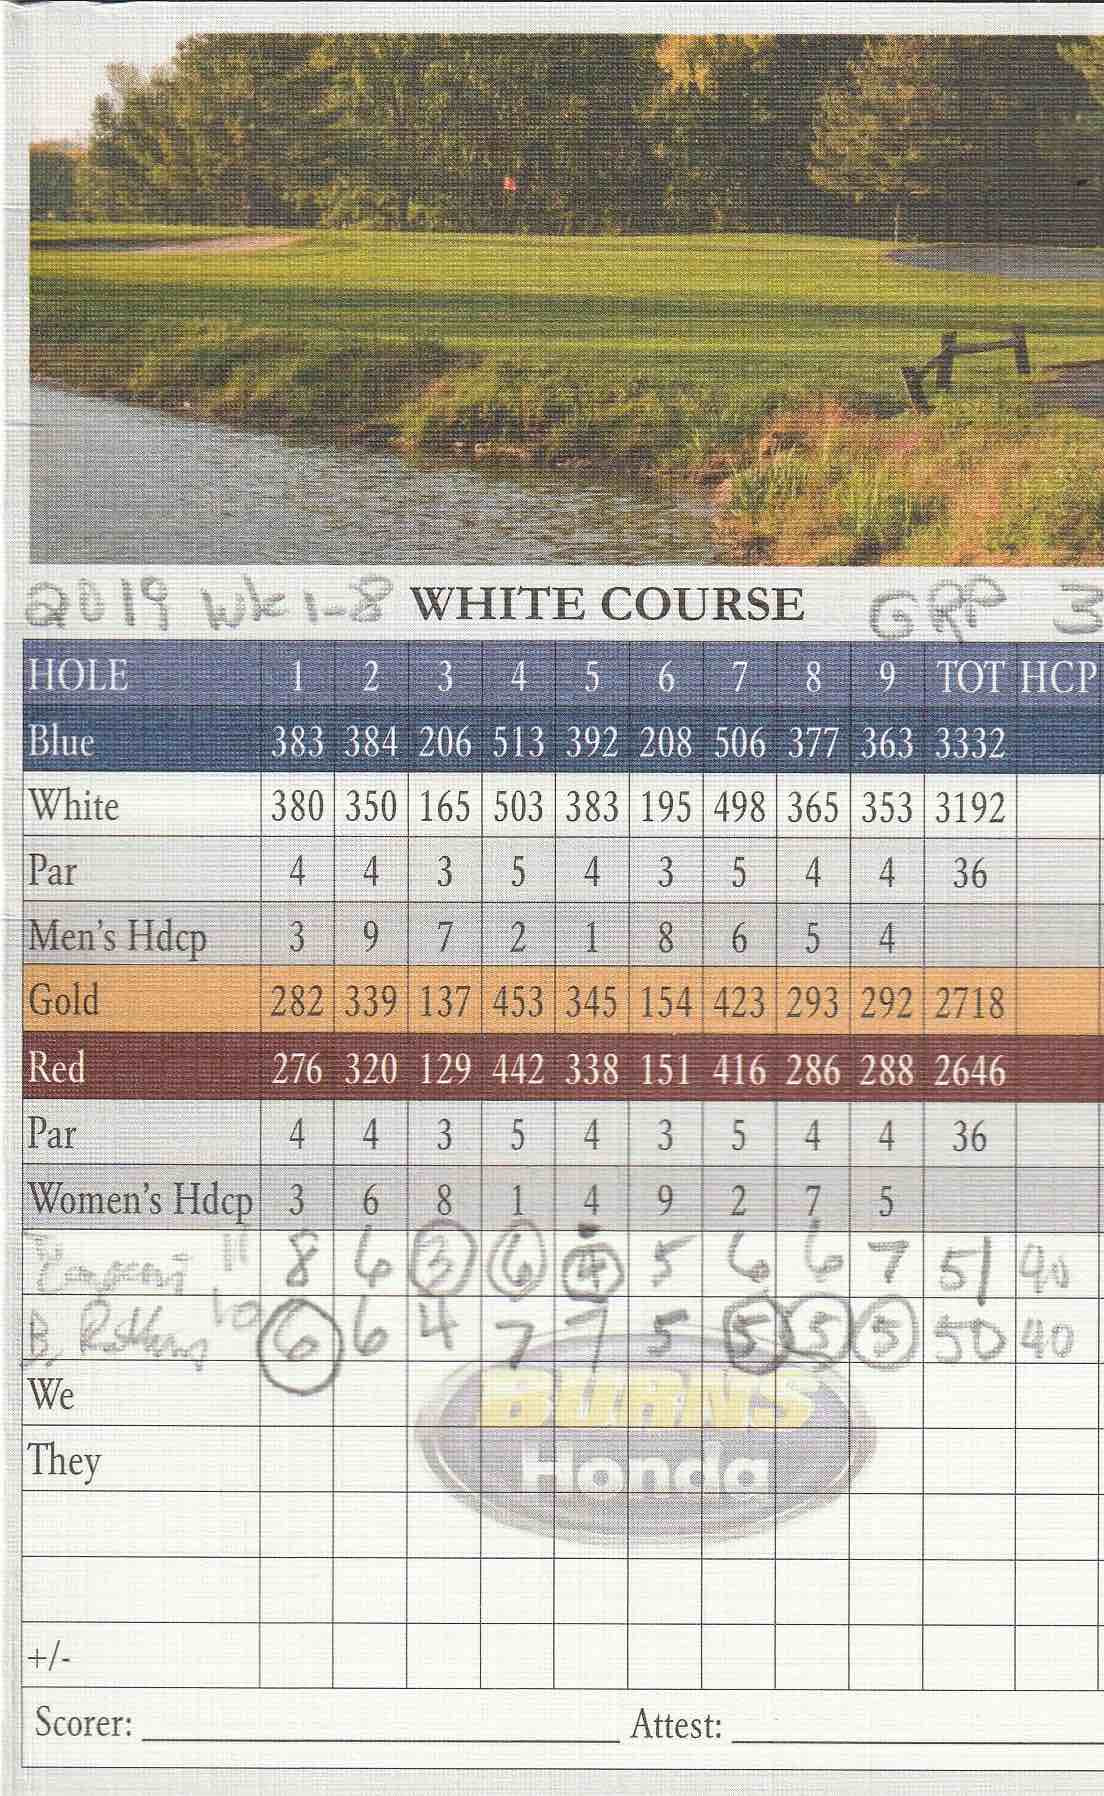 2019 WK 1-8 WHITE COURSE GRP 3
HOLE 1 2 3 4 5 6 7 8 9 TOT HCP
Blue 383 384 206 513 392 208 506 377 363 3332
White 380 350 165 503 383 195 498 365 353 3192
Par 4 4 3 5 4 3 5 4 4 36
Men's Hdcp 3 9 7 2 1 8 6 5 4
Gold 282 339 137 453 345 154 423 293 292 2718
Red 276 320 129 442 338 151 416 286 288 2646
Par 4 4 3 5 4 3 5 4 4 36
Women's Hdcp 3 6 8 1 4 9 2 7 5
11 8 6 3 6 4 5 6 6 7 51 40
B. 10 6 6 4 7 7 5 5 5 5 50 40
We
BURNS
They
Honda
+/-
Scorer: Attest: